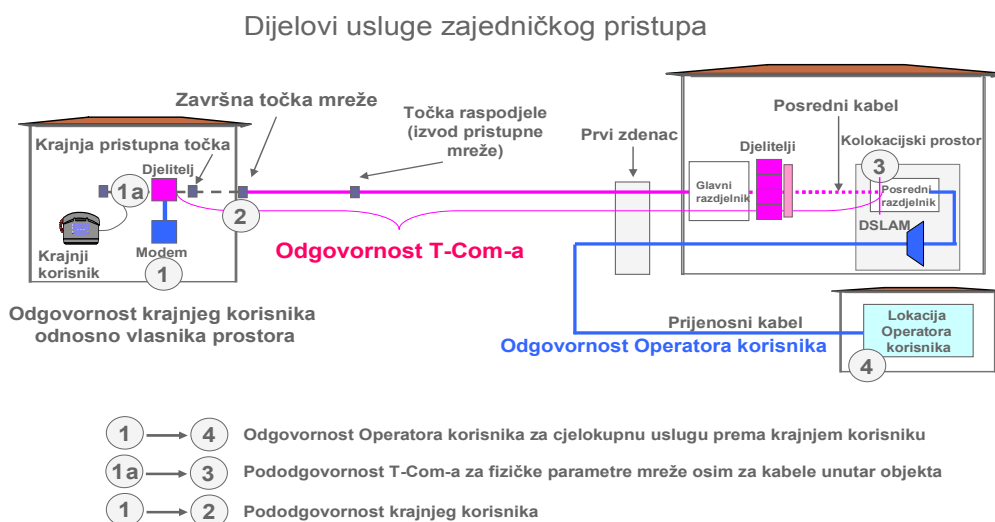 Dijelovi usluge zajedničkog pristupa
Završna točka mreže
Krajnja pristupna točka
Djelitelj
1a
Krajnji
korisnik
Modem
1
2
Točka raspodjele
(izvod pristupne
mreže)
Prvi zdenac
Odgovornost T-Com-a
Odgovornost krajnjeg korisnika
odnosno vlasnika prostora
Posredni kabel
Djelitelji
Kolokacijski prostor
3
Glavni
razdjelnik
Posredni
razdjelnik
DSLAM
Prijenosni kabel
Odgovornost Operatora korisnika
Lokacija
Operatora
korisnika
4
1 4 Odgovornost Operatora korisnika za cjelokupnu uslugu prema krajnjem korisniku
1a 3 Pododgovornost T-Com-a za fizičke parametre mreže osim za kabele unutar objekta
1 2 Pododgovornost krajnjeg korisnika